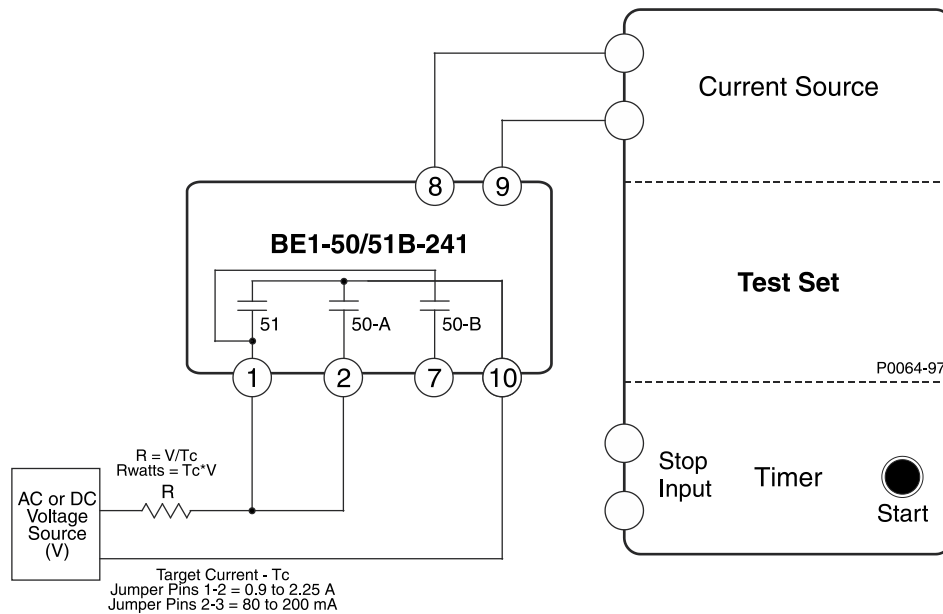 Current Source
8
9
BE1-50/51B-241
Test Set
51
50-A
50-B
P0064-97
1
2
7
10
R = V/Tc
Rwatts = Tc*V
R
AC or DC
Voltage
Source
(V)
Stop
Input
Timer
Start
Target Current - Tc
Jumper Pins 1-2 = 0.9 to 2.25 A
Jumper Pins 2-3 = 80 to 200 mA